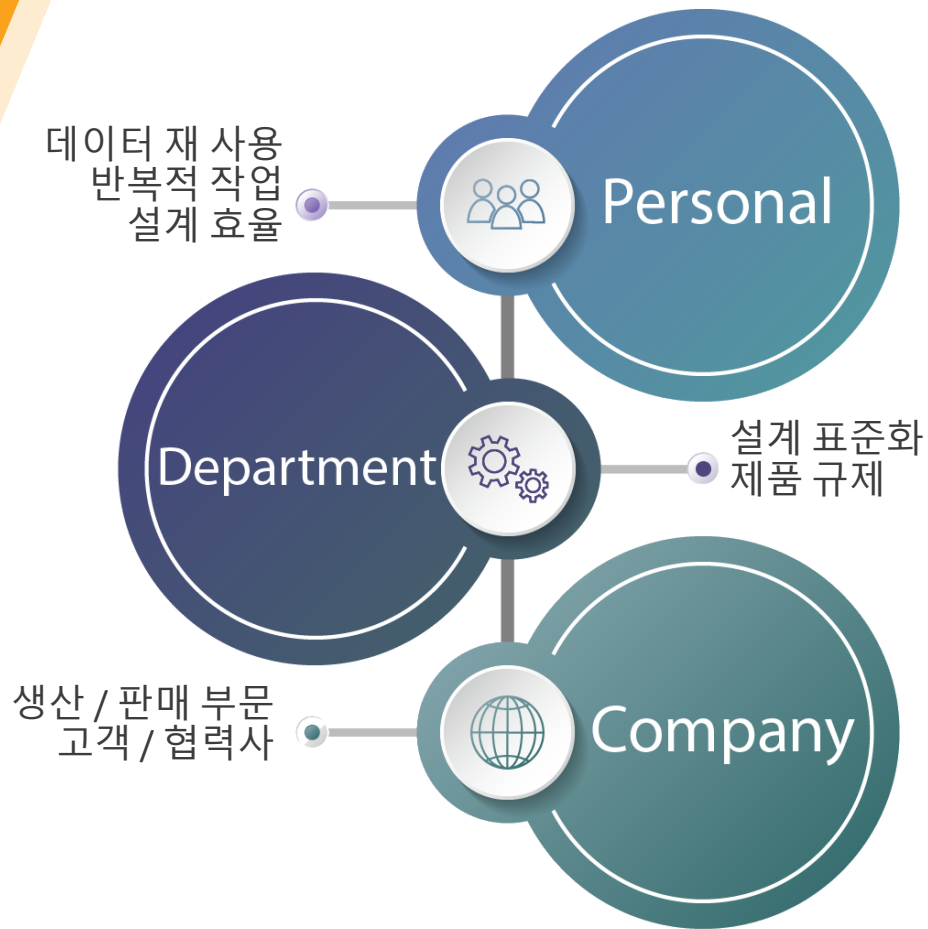 데이터 재 사용
반복적 작업
설계 효율
Personal
Department
설계 표준화
제품 규제
생산 / 판매 부문
고객 / 협력사
Company